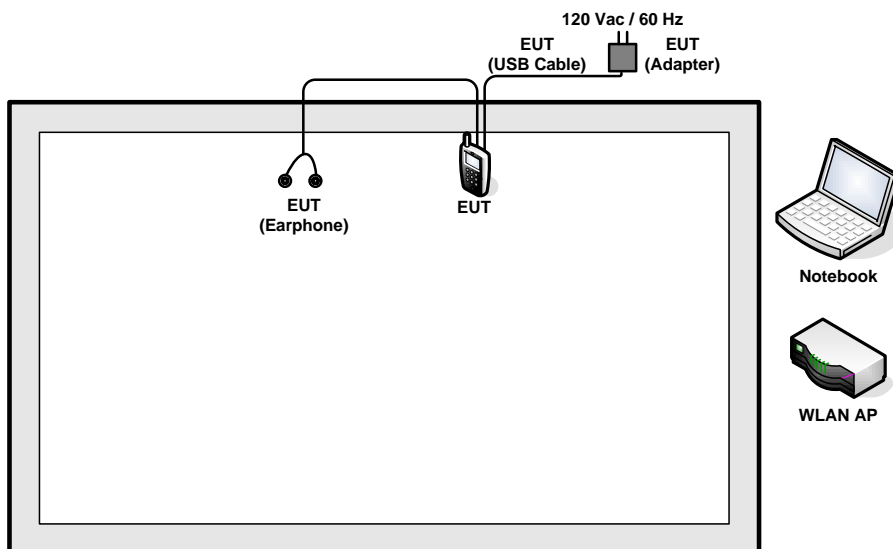 120 Vac / 60 Hz
EUT
(USB Cable)
EUT
(Adapter)
EUT
(Earphone)
EUT
Notebook
WLAN AP